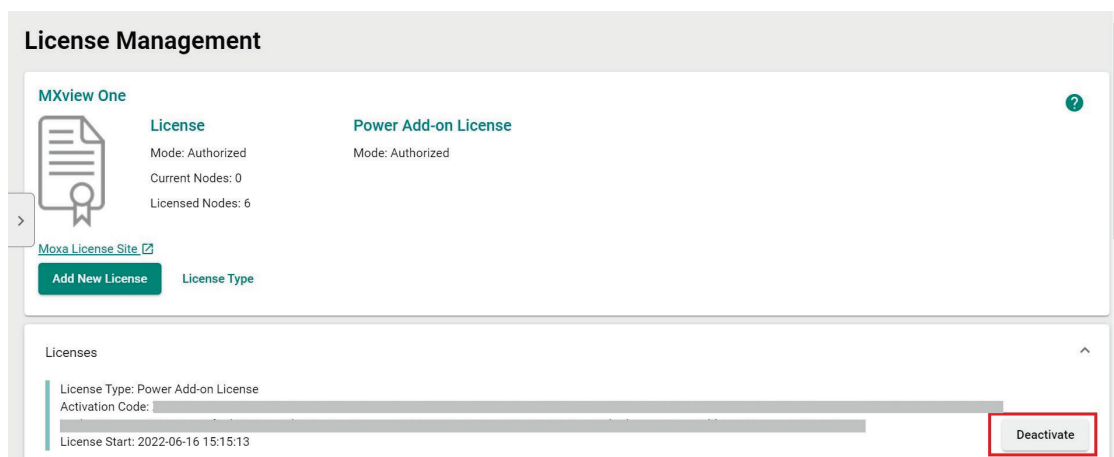 License Management
MXview One
License
Mode: Authorized
Current Nodes: 0
Licensed Nodes: 6
Power Add-on License
Mode: Authorized
Moxa License Site
Add New License
License Type
Licenses
License Type: Power Add-on License
Activation Code:
License Start: 2022-06-16 15:15:13
Deactivate